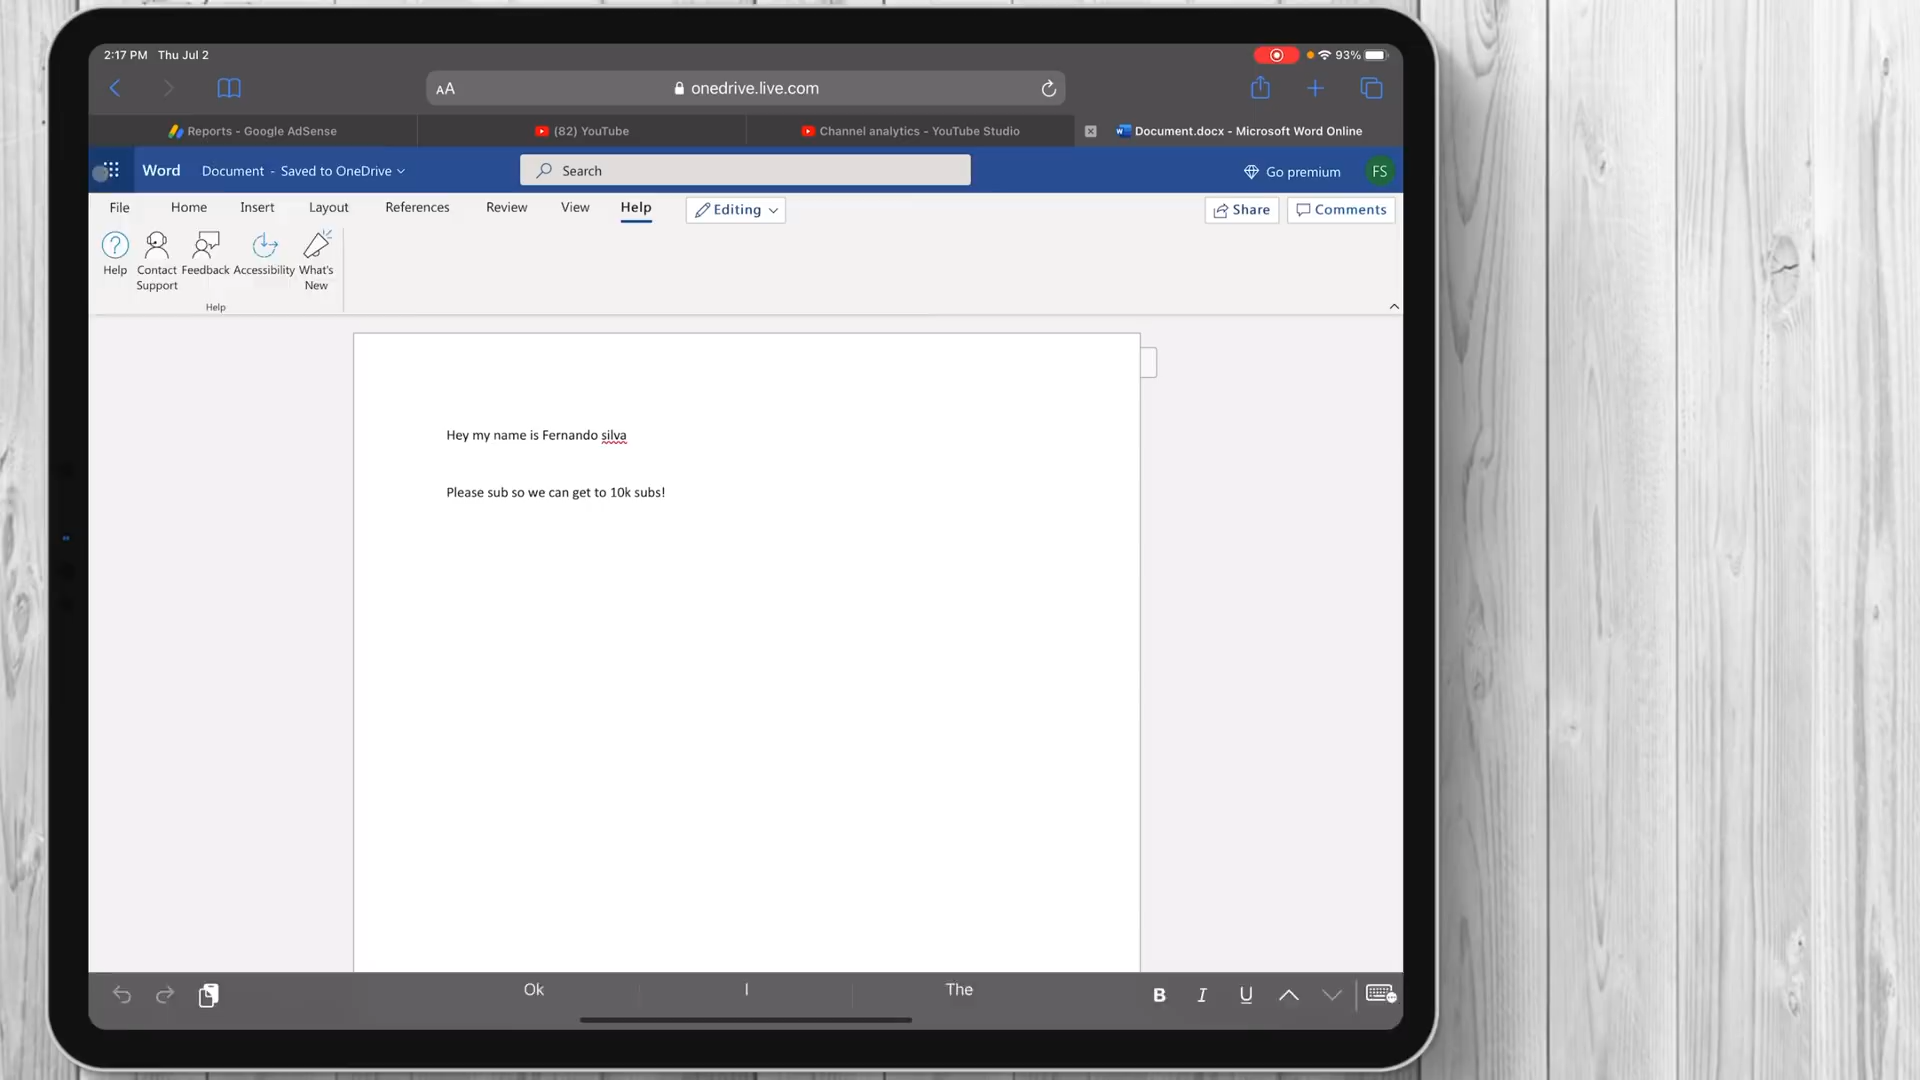 2:17 PM Thu Jul 2
93%
AA
onedrive.live.com
Reports - Google AdSense
(82) YouTube
Channel analytics - YouTube Studio
Document.docx - Microsoft Word Online
Word
Document - Saved to OneDrive
Search
Go premium
FS
File
Home
Insert
Layout
References
Review
View
Help
Editing
Share
Comments
Help
Contact Support
Feedback
Accessibility
What's New
Help
Hey my name is Fernando silva
Please sub so we can get to 10k subs!
Ok
I
The
B
I
U